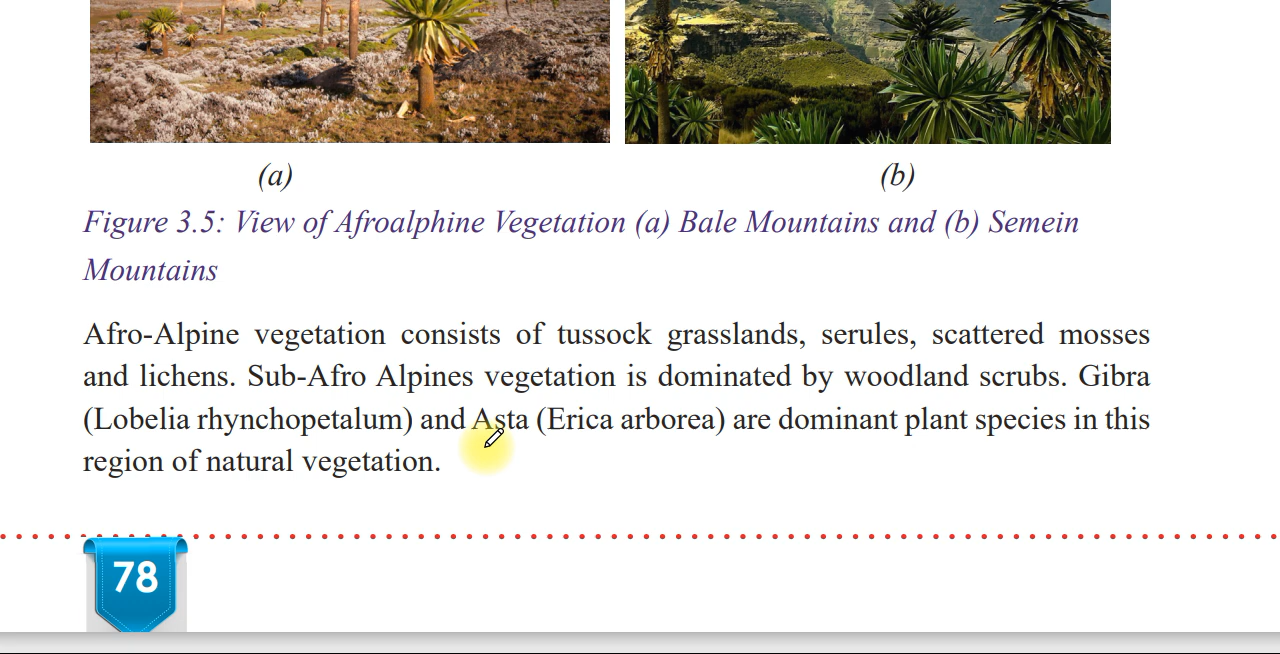 (a) (b)
Figure 3.5: View of Afroalphine Vegetation (a) Bale Mountains and (b) Semein
Mountains
Afro-Alpine vegetation consists of tussock grasslands, serules, scattered mosses
and lichens. Sub-Afro Alpines vegetation is dominated by woodland scrubs. Gibra
(Lobelia rhynchopetalum) and Asta (Erica arborea) are dominant plant species in this
region of natural vegetation.
78